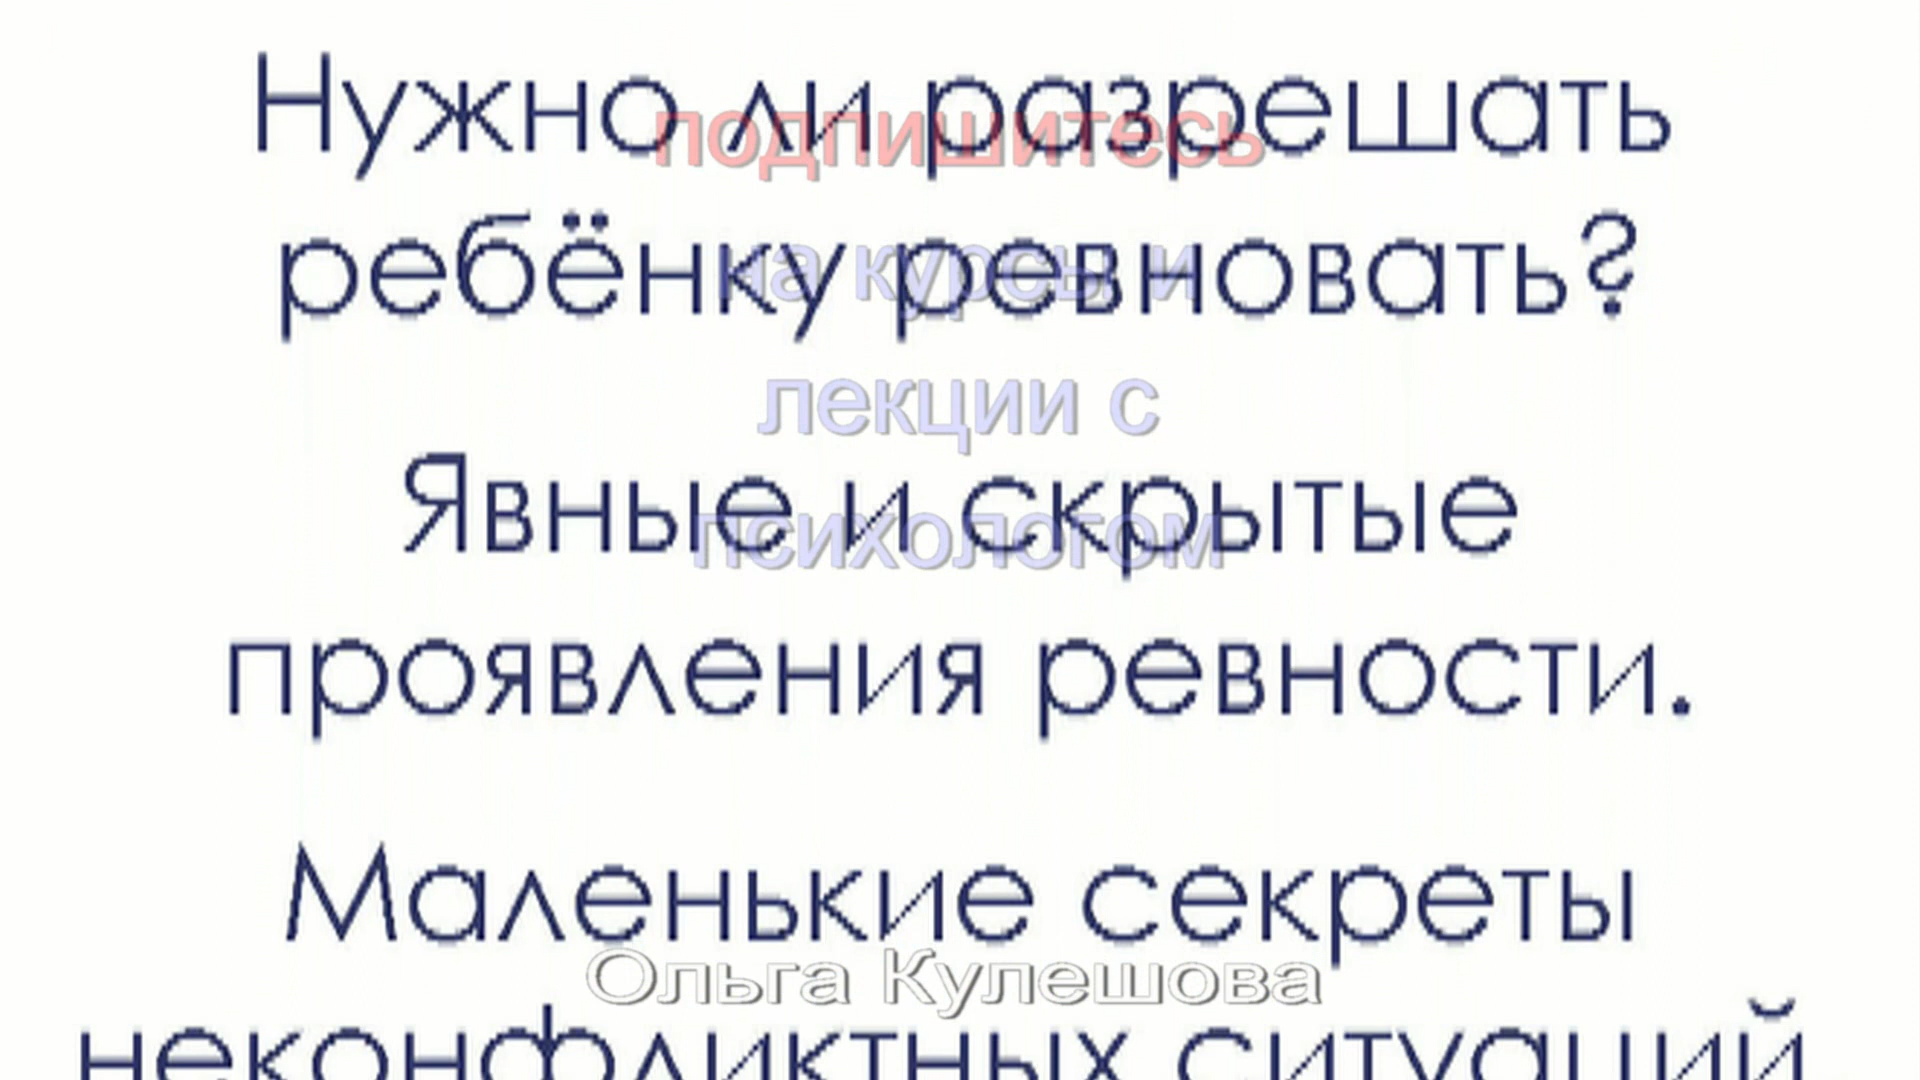 Нужно ли разрешать
подпишитесь
ребёнку ревновать?
на курсы и
лекции с
Явные и скрытые
психологом
проявления ревности.
Маленькие секреты
Ольга Кулешова
неконфликтных ситуаций.